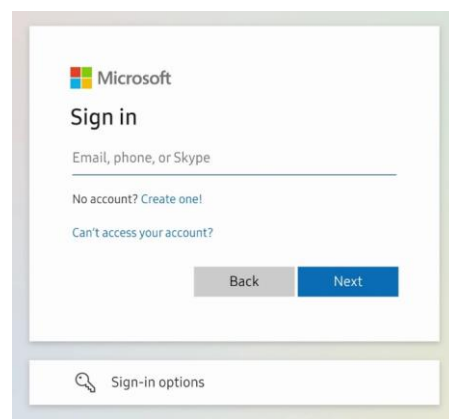 Microsoft
Sign in
Email, phone, or Skype
No account? Create one!
Can't access your account?
Back Next
Sign-in options